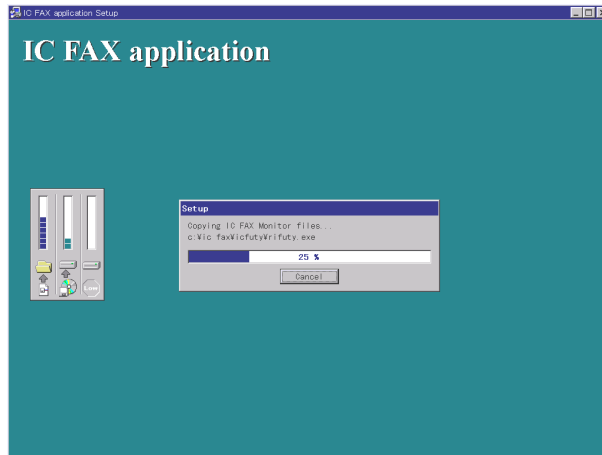 IC FAX application Setup
IC FAX application
Setup
Copying IC FAX Monitor files...
c:¥ic fax¥icfuty¥rifuty.exe
25 %
Cancel
Low